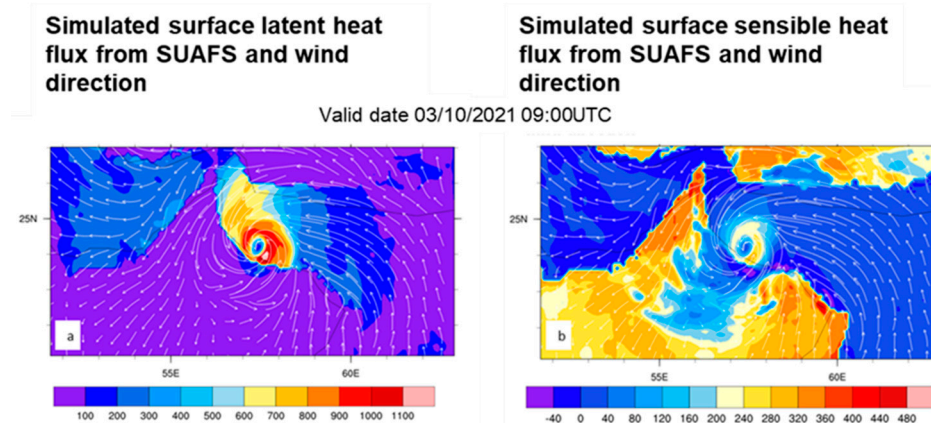 Simulated surface latent heat
flux from SUAFS and wind
direction
Simulated surface sensible heat
flux from SUAFS and wind
direction
Valid date 03/10/2021 09:00UTC
25N
a
55E 60E
100 200 300 400 500 600 700 800 900 1000 1100
25N
b
55E 60E
-40 0 40 80 120 160 200 240 280 320 360 400 440 480